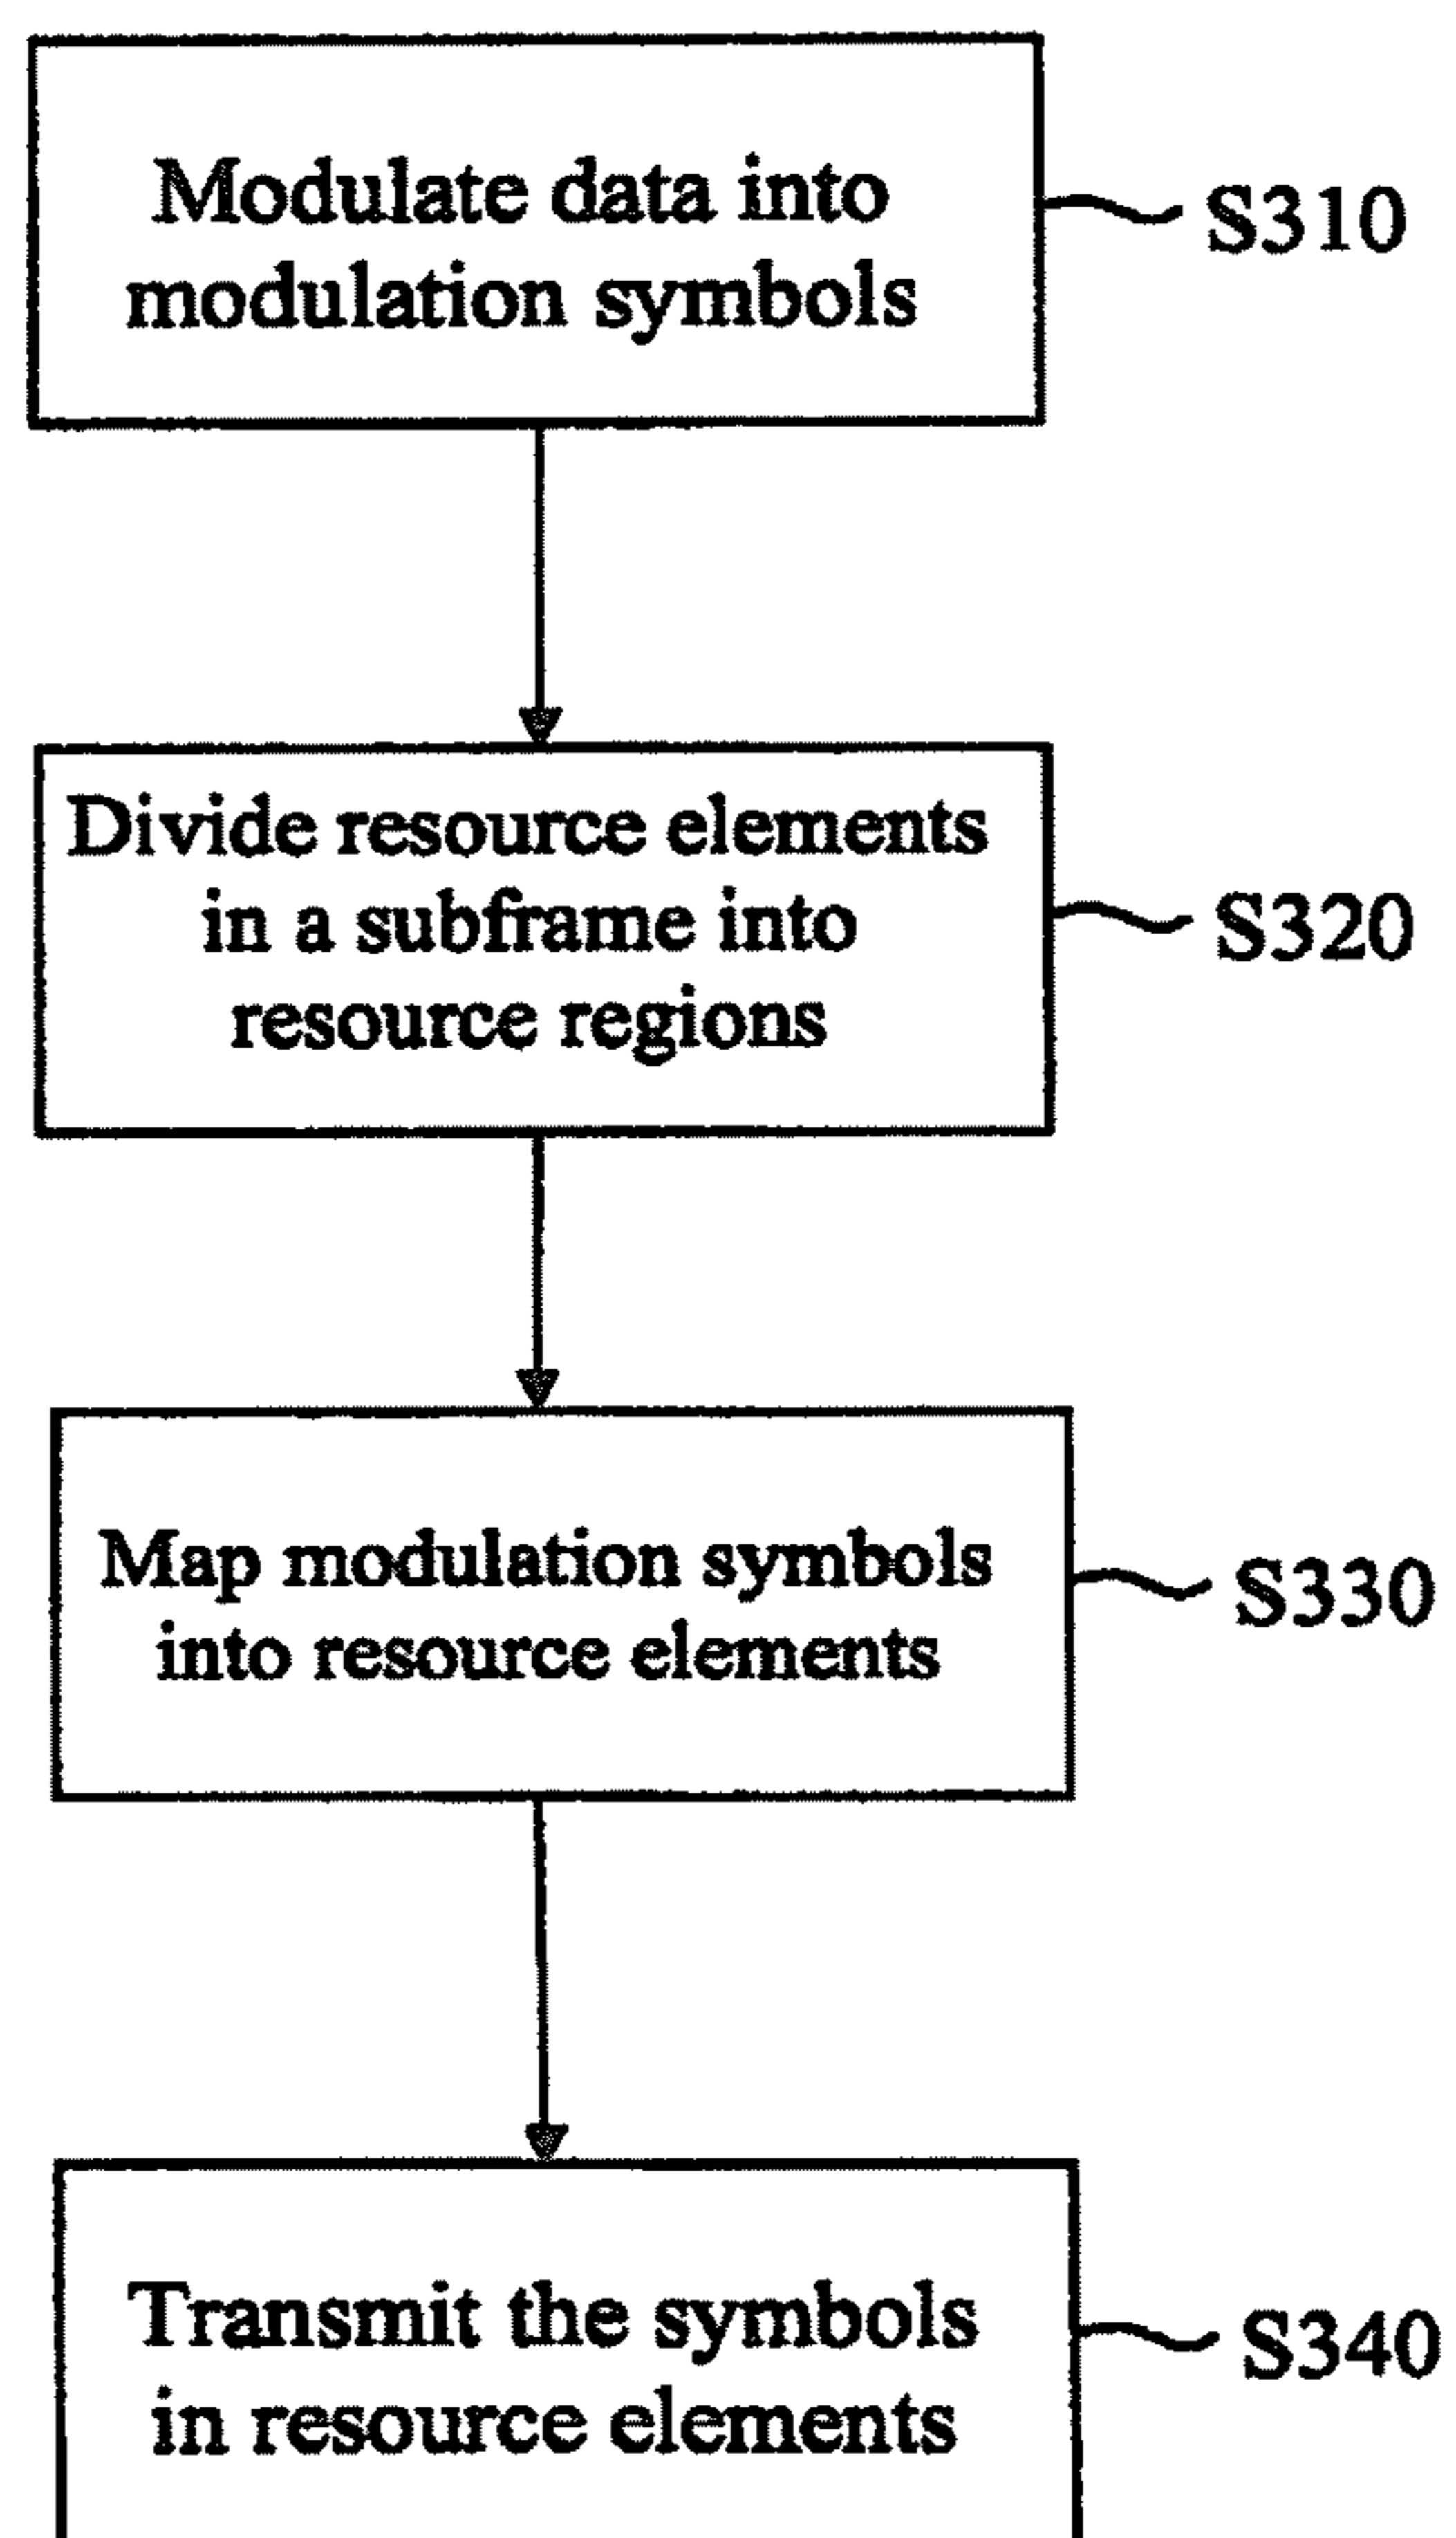 Modulate data into
modulation symbols
S310
Divide resource elements
in a subframe into
resource regions
S320
Map modulation symbols
into resource elements
S330
Transmit the symbols
in resource elements
S340